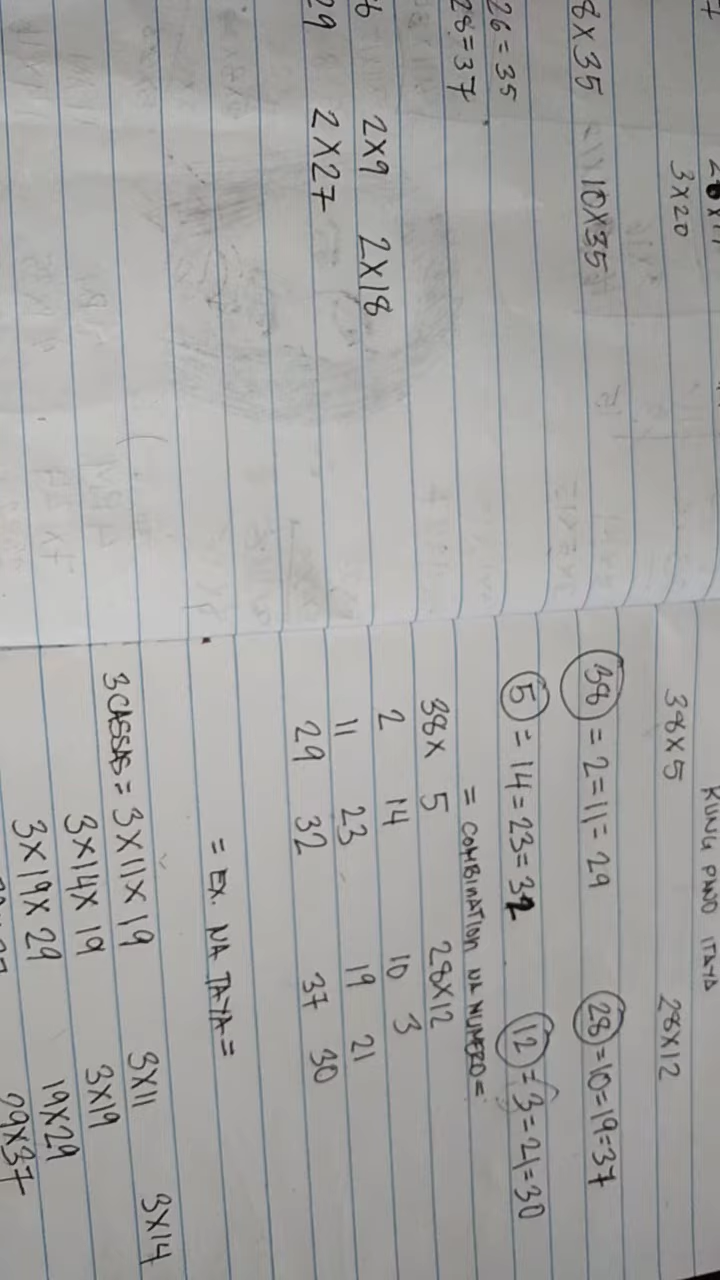 3X20
8X35 10X35
26=35
28=37
2X9 2X18
29 2X27
KUNG PANO ITAYA
38X5 28X12
38=2=11=29 28=10=19=37
5=14=23=32 12=3=21=30
=COMBINATION NA NUMERO=
38X 5 28X12
2 14 10 3
11 23 19 21
29 32 37 30
=EX. NA TAYA=
3CASSAS=3X11X19 3X11 3X14
3X14X19 3X19
3X19X29 19X29
29X37